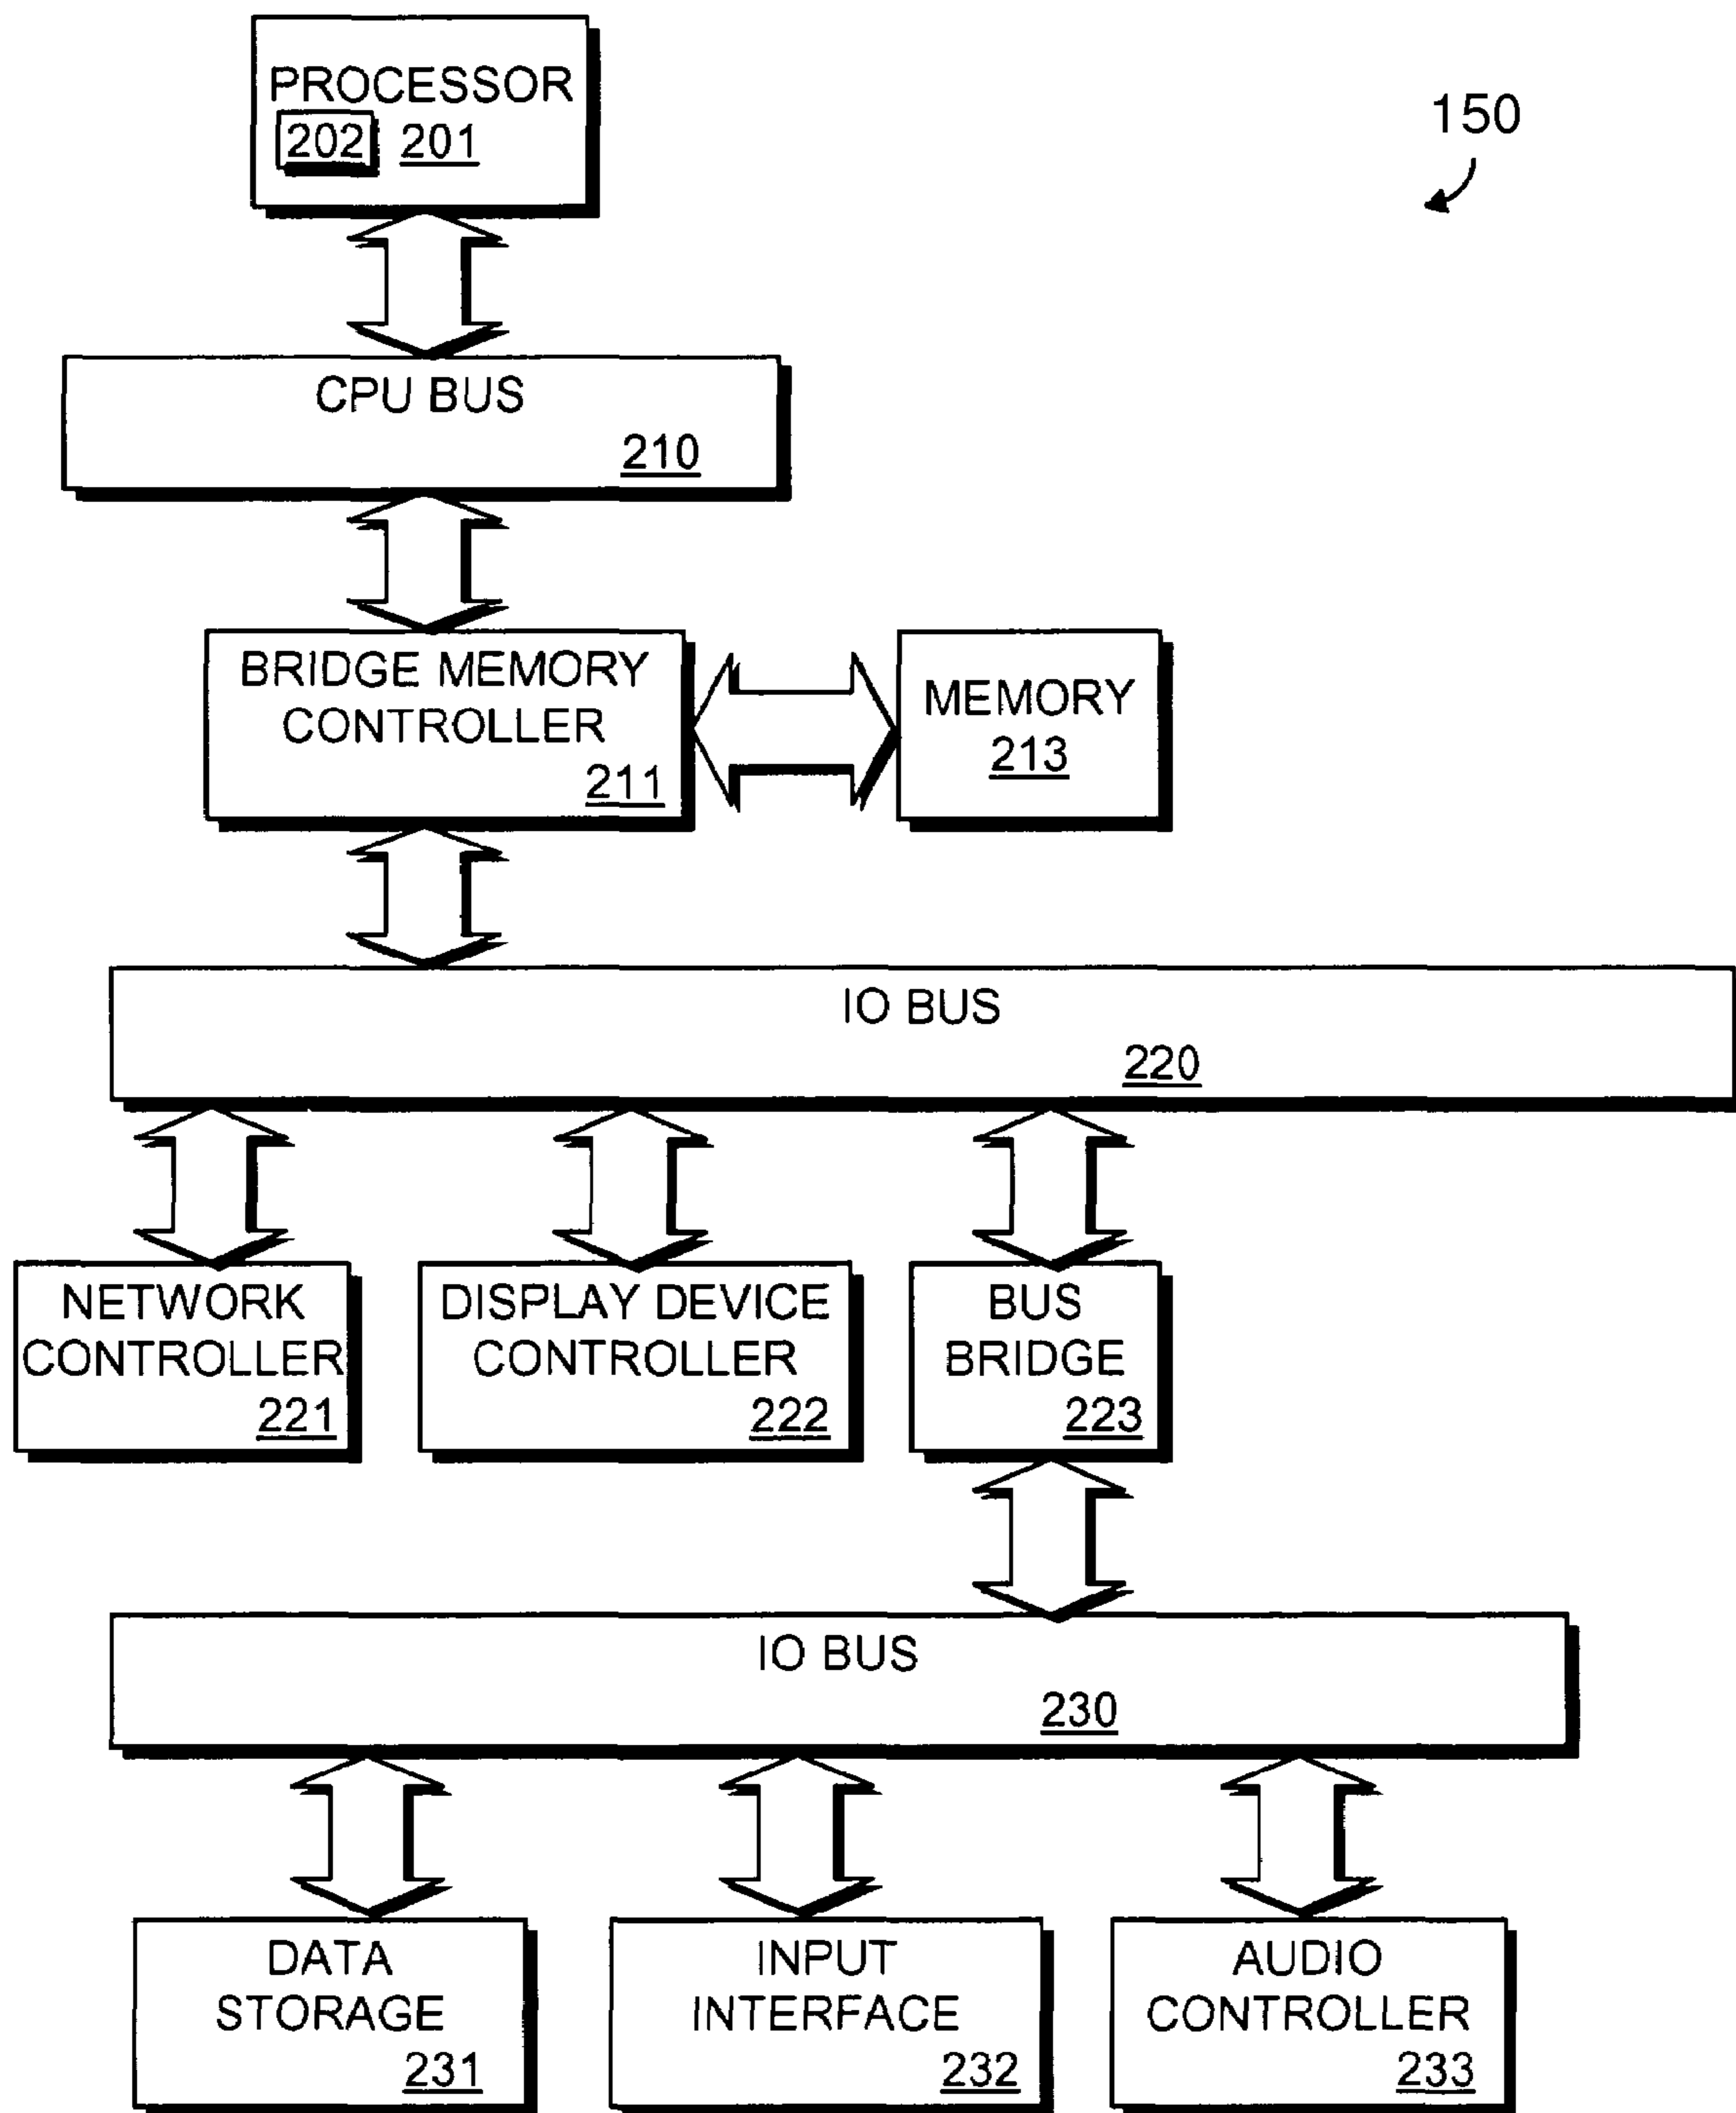 PROCESSOR
202 201
150
CPU BUS
210
BRIDGE MEMORY
CONTROLLER
211
MEMORY
213
IO BUS
220
NETWORK
CONTROLLER
221
DISPLAY DEVICE
CONTROLLER
222
BUS
BRIDGE
223
IO BUS
230
DATA
STORAGE
231
INPUT
INTERFACE
232
AUDIO
CONTROLLER
233